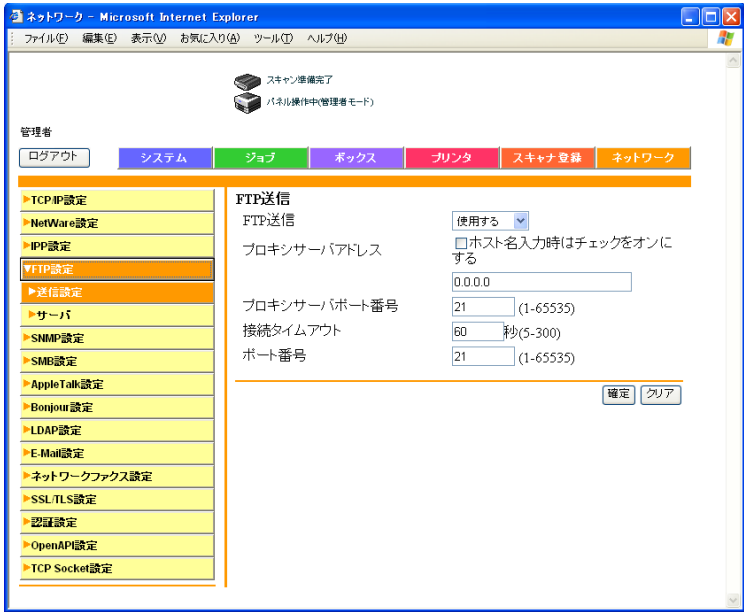 ネットワーク - Microsoft Internet Explorer
ファイル(F) 編集(E) 表示(V) お気に入り(A) ツール(T) ヘルプ(H)
スキャン準備完了
パネル操作中(管理者モード)
管理者
ログアウト
システム ジョブ ボックス プリンタ スキャナ登録 ネットワーク
TCP/IP設定
NetWare設定
IPP設定
FTP設定
送信設定
サーバ
SNMP設定
SMB設定
AppleTalk設定
Bonjour設定
LDAP設定
E-Mail設定
ネットワークファクス設定
SSL/TLS設定
認証設定
OpenAPI設定
TCP Socket設定
FTP送信
FTP送信 使用する
プロキシサーバアドレス ホスト名入力時はチェックをオンに
する
0.0.0.0
プロキシサーバポート番号 21 (1-65535)
接続タイムアウト 60 秒(5-300)
ポート番号 21 (1-65535)
確定 クリア